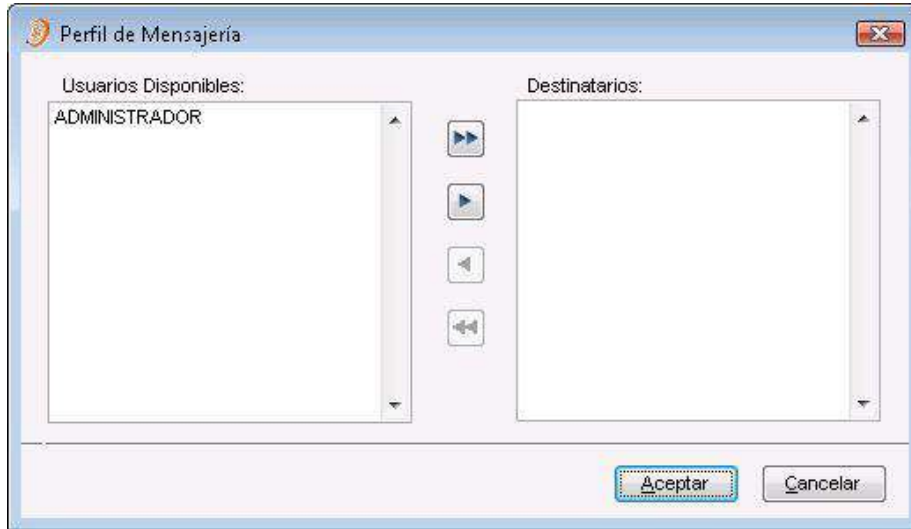 Perfil de Mensajería
Usuarios Disponibles:
Destinatarios:
ADMINISTRADOR
Aceptar
Cancelar